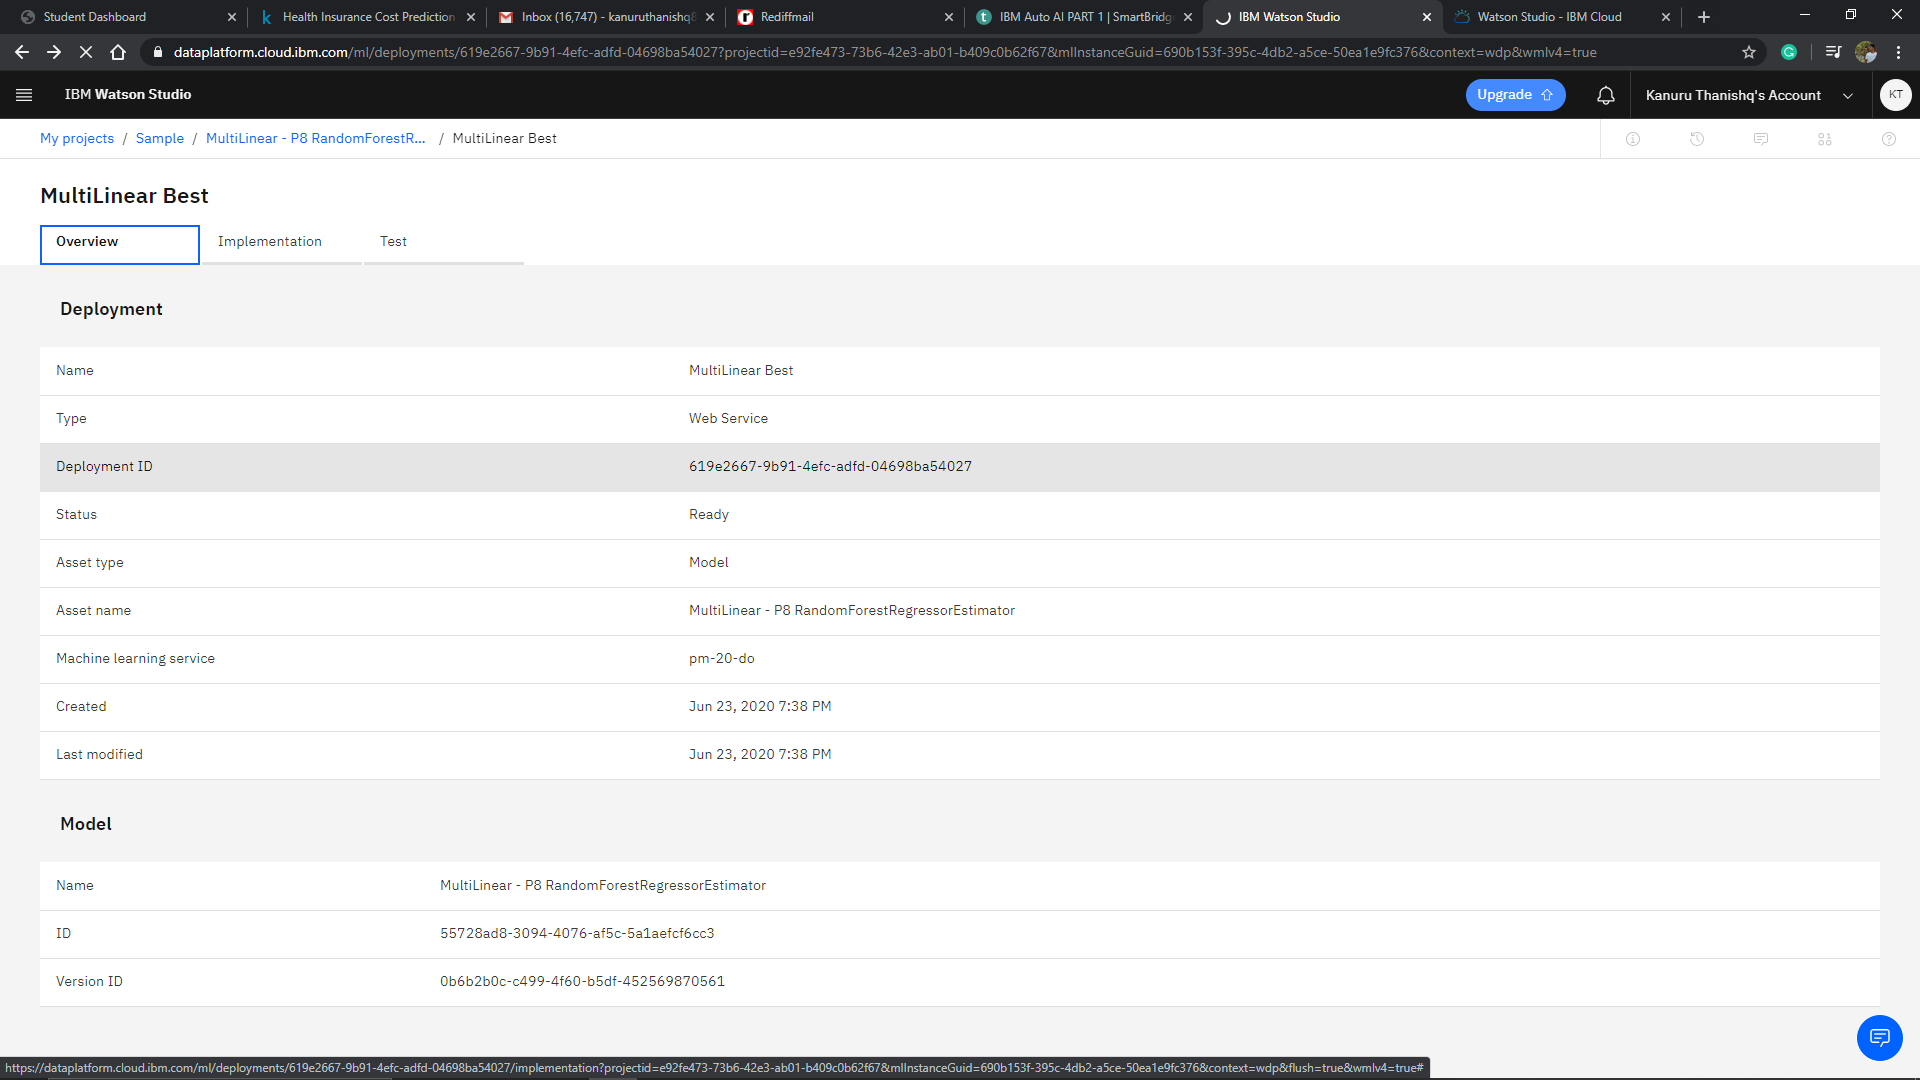 Student Dashboard
Health Insurance Cost Prediction
Inbox (16,747) - kanuruthanishq8
Rediffmail
IBM Auto AI PART 1 | SmartBridg
IBM Watson Studio
Watson Studio - IBM Cloud
dataplatform.cloud.ibm.com/ml/deployments/619e2667-9b91-4efc-adfd-04698ba54027?projectid=e92fe473-73b6-42e3-ab01-b409c0b62f67&mlInstanceGuid=690b153f-395c-4db2-a5ce-50ea1e9fc376&context=wdp&wmlv4=true
IBM Watson Studio
Upgrade
Kanuru Thanishq's Account
KT
My projects / Sample / MultiLinear - P8 RandomForestR... / MultiLinear Best
MultiLinear Best
Overview
Implementation
Test
Deployment
Name MultiLinear Best
Type Web Service
Deployment ID 619e2667-9b91-4efc-adfd-04698ba54027
Status Ready
Asset type Model
Asset name MultiLinear - P8 RandomForestRegressorEstimator
Machine learning service pm-20-do
Created Jun 23, 2020 7:38 PM
Last modified Jun 23, 2020 7:38 PM
Model
Name MultiLinear - P8 RandomForestRegressorEstimator
ID 55728ad8-3094-4076-af5c-5a1aefcf6cc3
Version ID 0b6b2b0c-c499-4f60-b5df-452569870561
https://dataplatform.cloud.ibm.com/ml/deployments/619e2667-9b91-4efc-adfd-04698ba54027/implementation?projectid=e92fe473-73b6-42e3-ab01-b409c0b62f67&mlInstanceGuid=690b153f-395c-4db2-a5ce-50ea1e9fc376&context=wdp&flush=true&wmlv4=true#